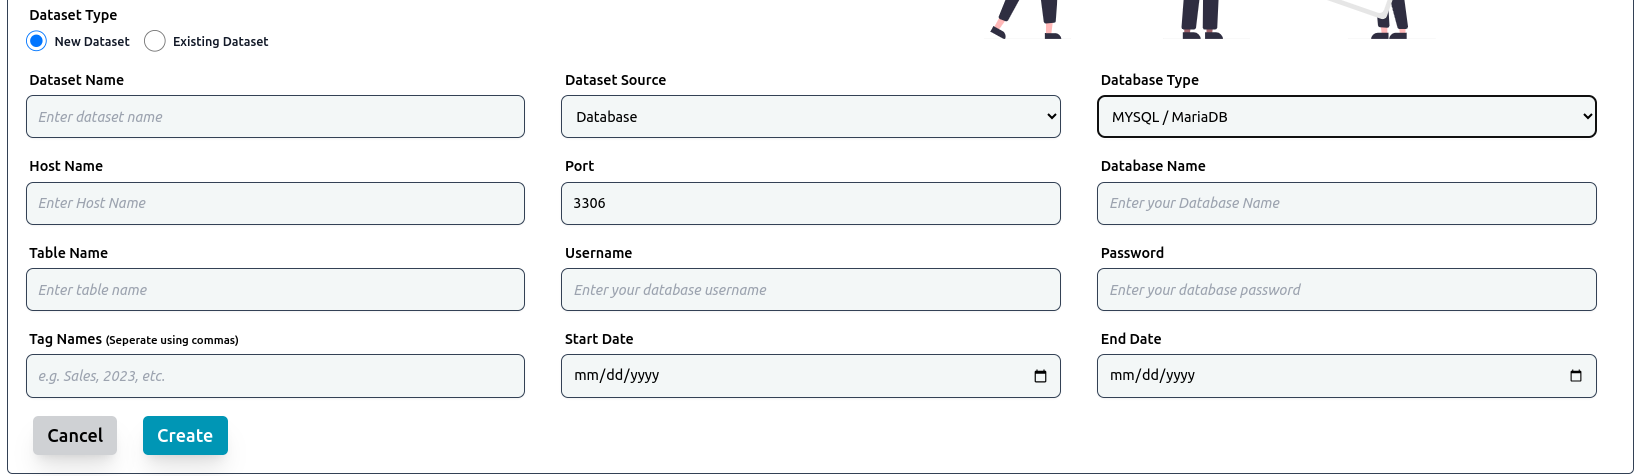 Dataset Type
New Dataset Existing Dataset
Dataset Name Dataset Source Database Type
Enter dataset name Database MYSQL / MariaDB
Host Name Port Database Name
Enter Host Name 3306 Enter your Database Name
Table Name Username Password
Enter table name Enter your database username Enter your database password
Tag Names (Seperate using commas) Start Date End Date
e.g. Sales, 2023, etc. mm/dd/yyyy mm/dd/yyyy
Cancel Create